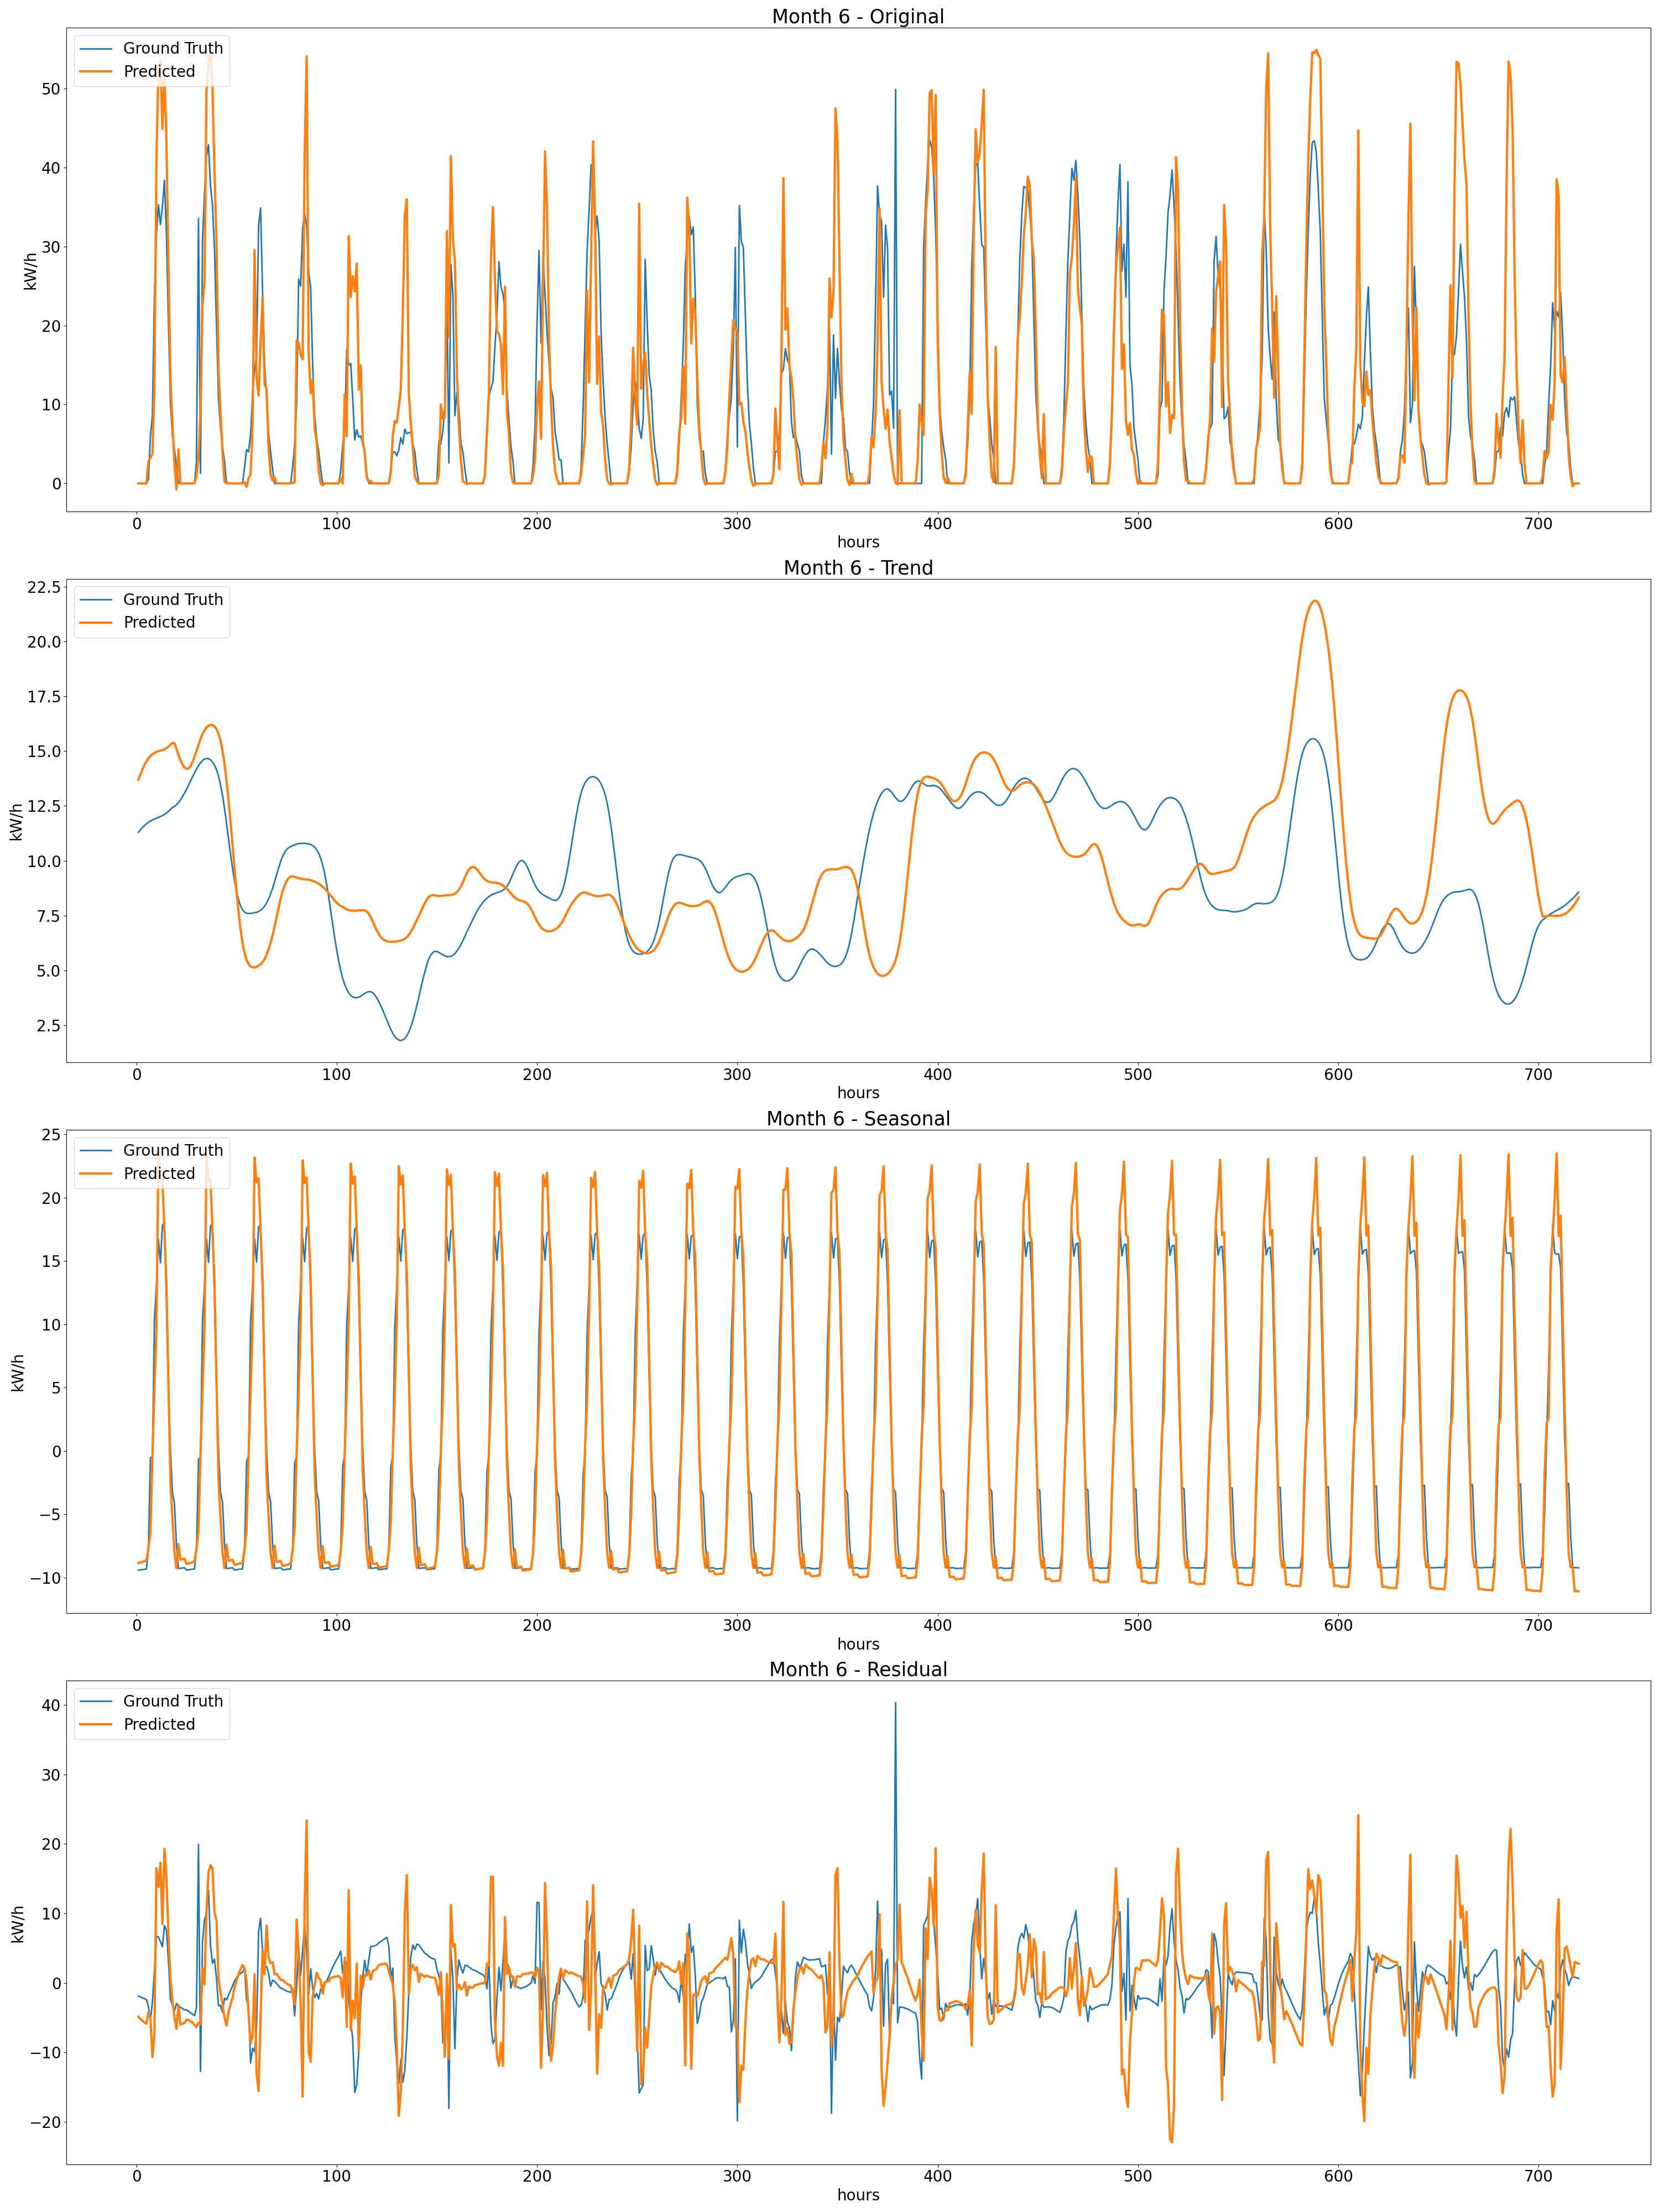 Month 6 - Original
Ground Truth
Predicted
kW/h
50
40
30
20
10
0
0 100 200 300 400 500 600 700
hours
Month 6 - Trend
Ground Truth
Predicted
kW/h
22.5
20.0
17.5
15.0
12.5
10.0
7.5
5.0
2.5
0 100 200 300 400 500 600 700
hours
Month 6 - Seasonal
Ground Truth
Predicted
kW/h
25
20
15
10
5
0
−5
−10
0 100 200 300 400 500 600 700
hours
Month 6 - Residual
Ground Truth
Predicted
kW/h
40
30
20
10
0
−10
−20
0 100 200 300 400 500 600 700
hours